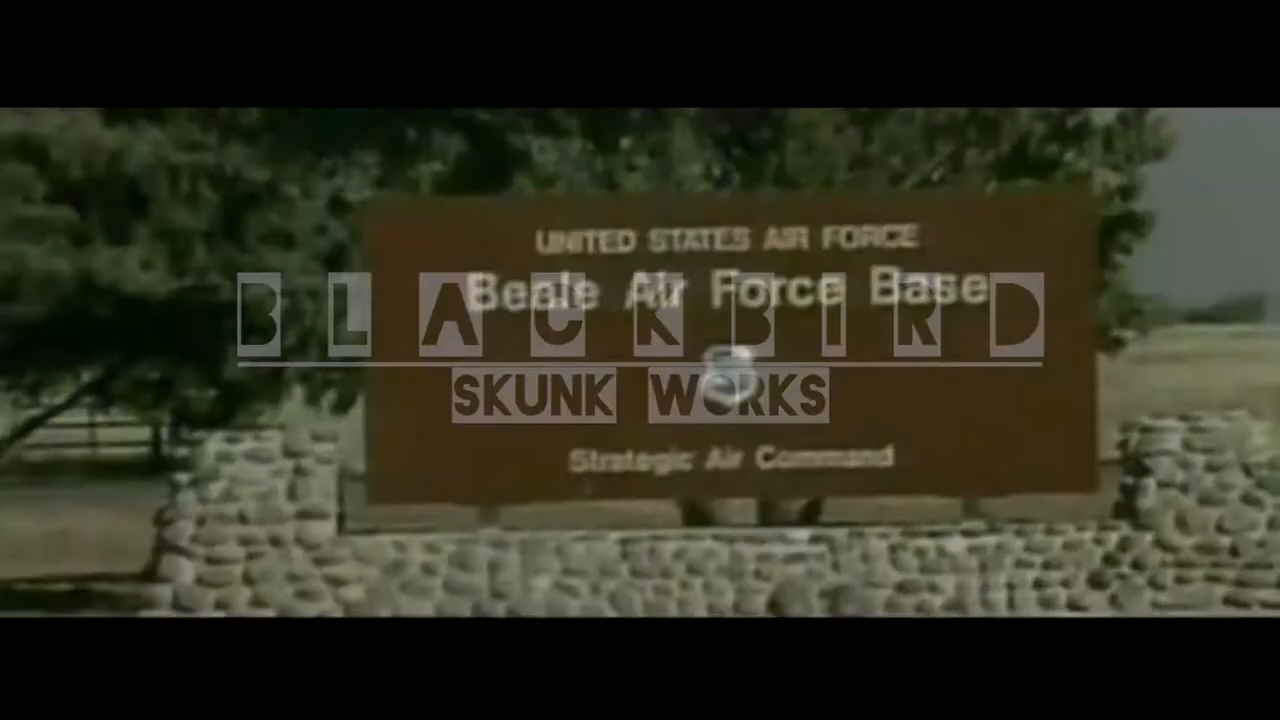 UNITED STATES AIR FORCE
Beale Air Force Base
BLACKBIRD
SKUNK WORKS
Strategic Air Command